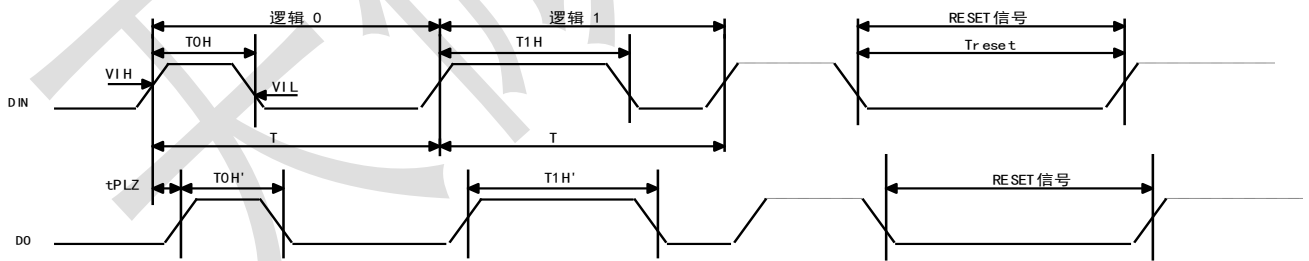 逻辑 0 逻辑 1 RESET信号
T0H T1H Treset
VIH VIL
DIN
T T
tPLZ T0H' T1H' RESET信号
DO